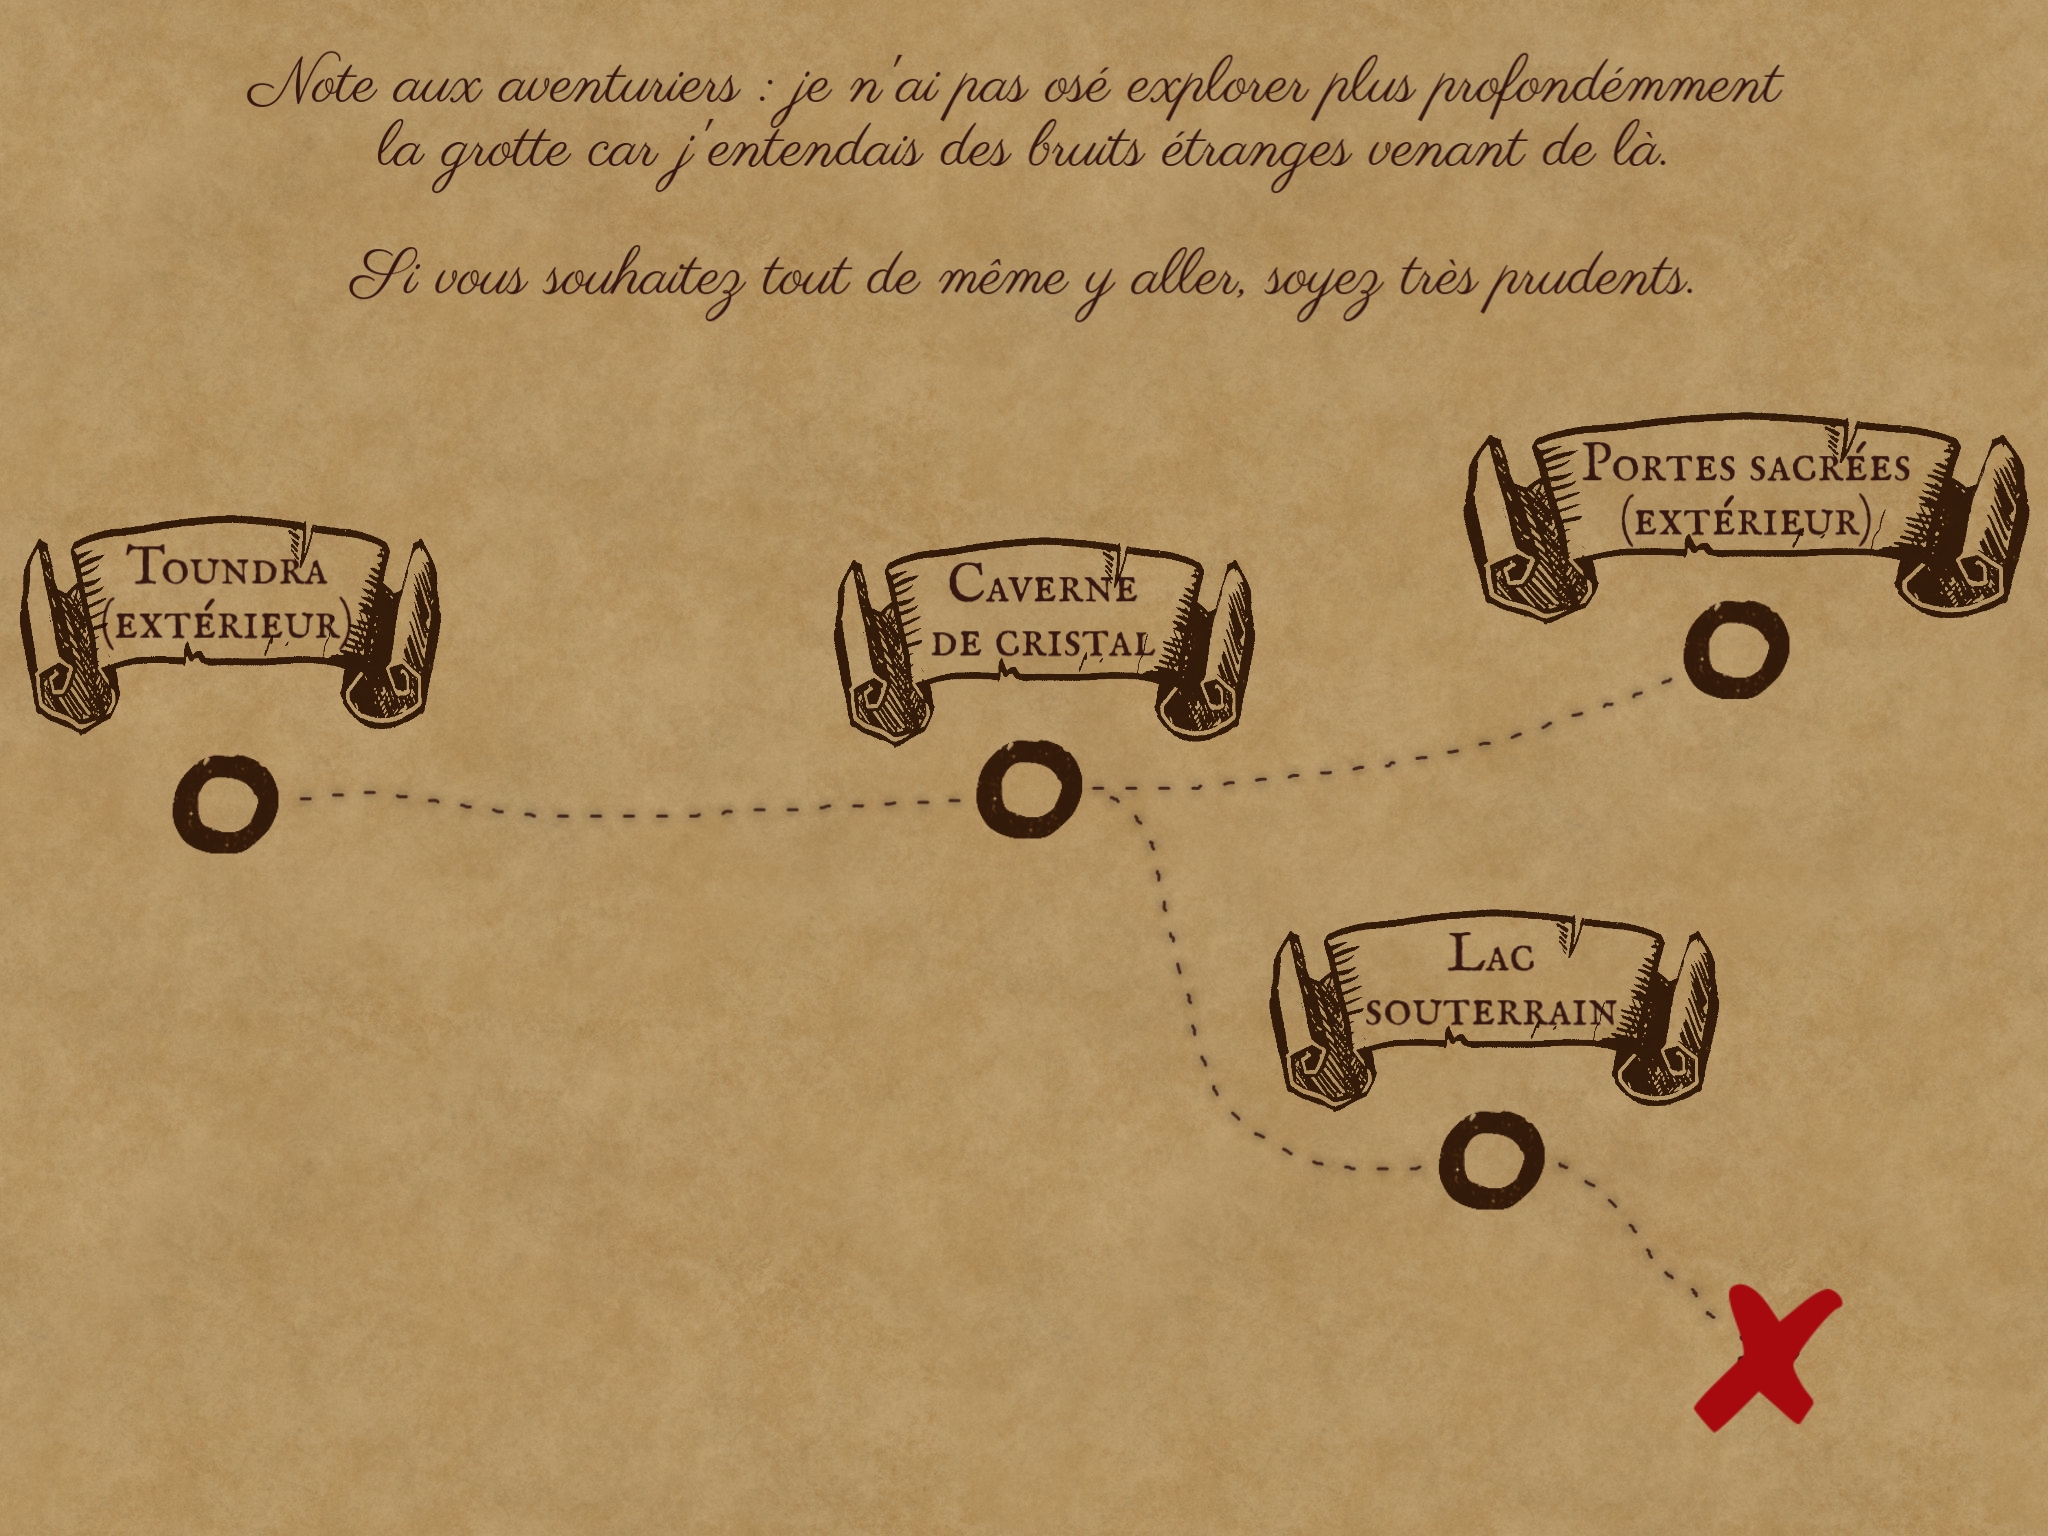 Note aux aventuriers : je n'ai pas osé explorer plus profondémment
la grotte car j'entendais des bruits étranges venant de là.
Si vous souhaitez tout de même y aller, soyez très prudents.
Portes sacrées
(extérieur)
Toundra
(extérieur)
Caverne
de cristal
Lac
souterrain